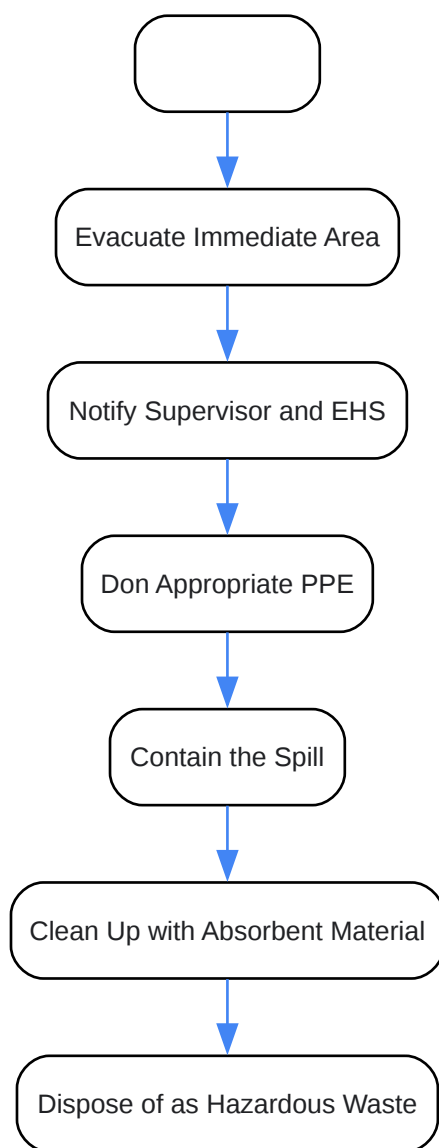 Evacuate Immediate Area
Notify Supervisor and EHS
Don Appropriate PPE
Contain the Spill
Clean Up with Absorbent Material
Dispose of as Hazardous Waste